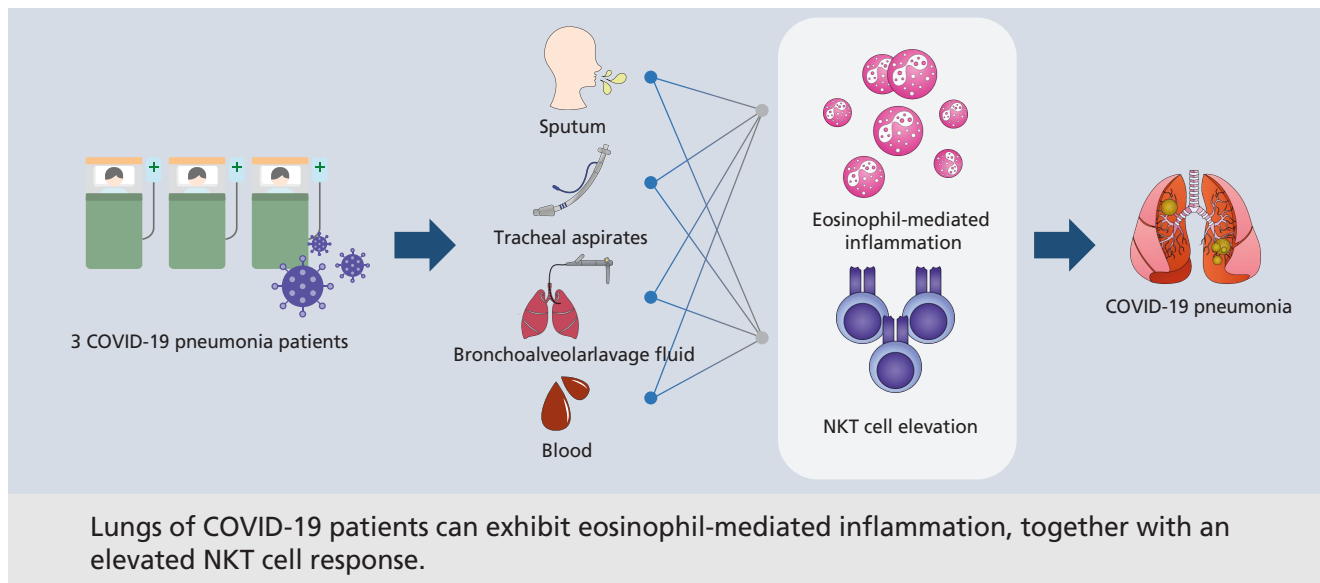 3 COVID-19 pneumonia patients
Sputum
Tracheal aspirates
Bronchoalveolarlavage fluid
Blood
Eosinophil-mediated
inflammation
NKT cell elevation
COVID-19 pneumonia
Lungs of COVID-19 patients can exhibit eosinophil-mediated inflammation, together with an
elevated NKT cell response.